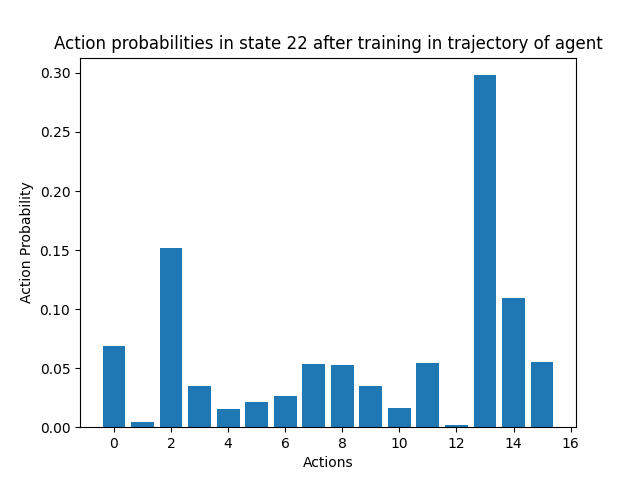 Action probabilities in state 22 after training in trajectory of agent
0.30
0.25
0.20
0.15
0.10
0.05
0.00
Action Probability
0 2 4 6 8 10 12 14 16
Actions